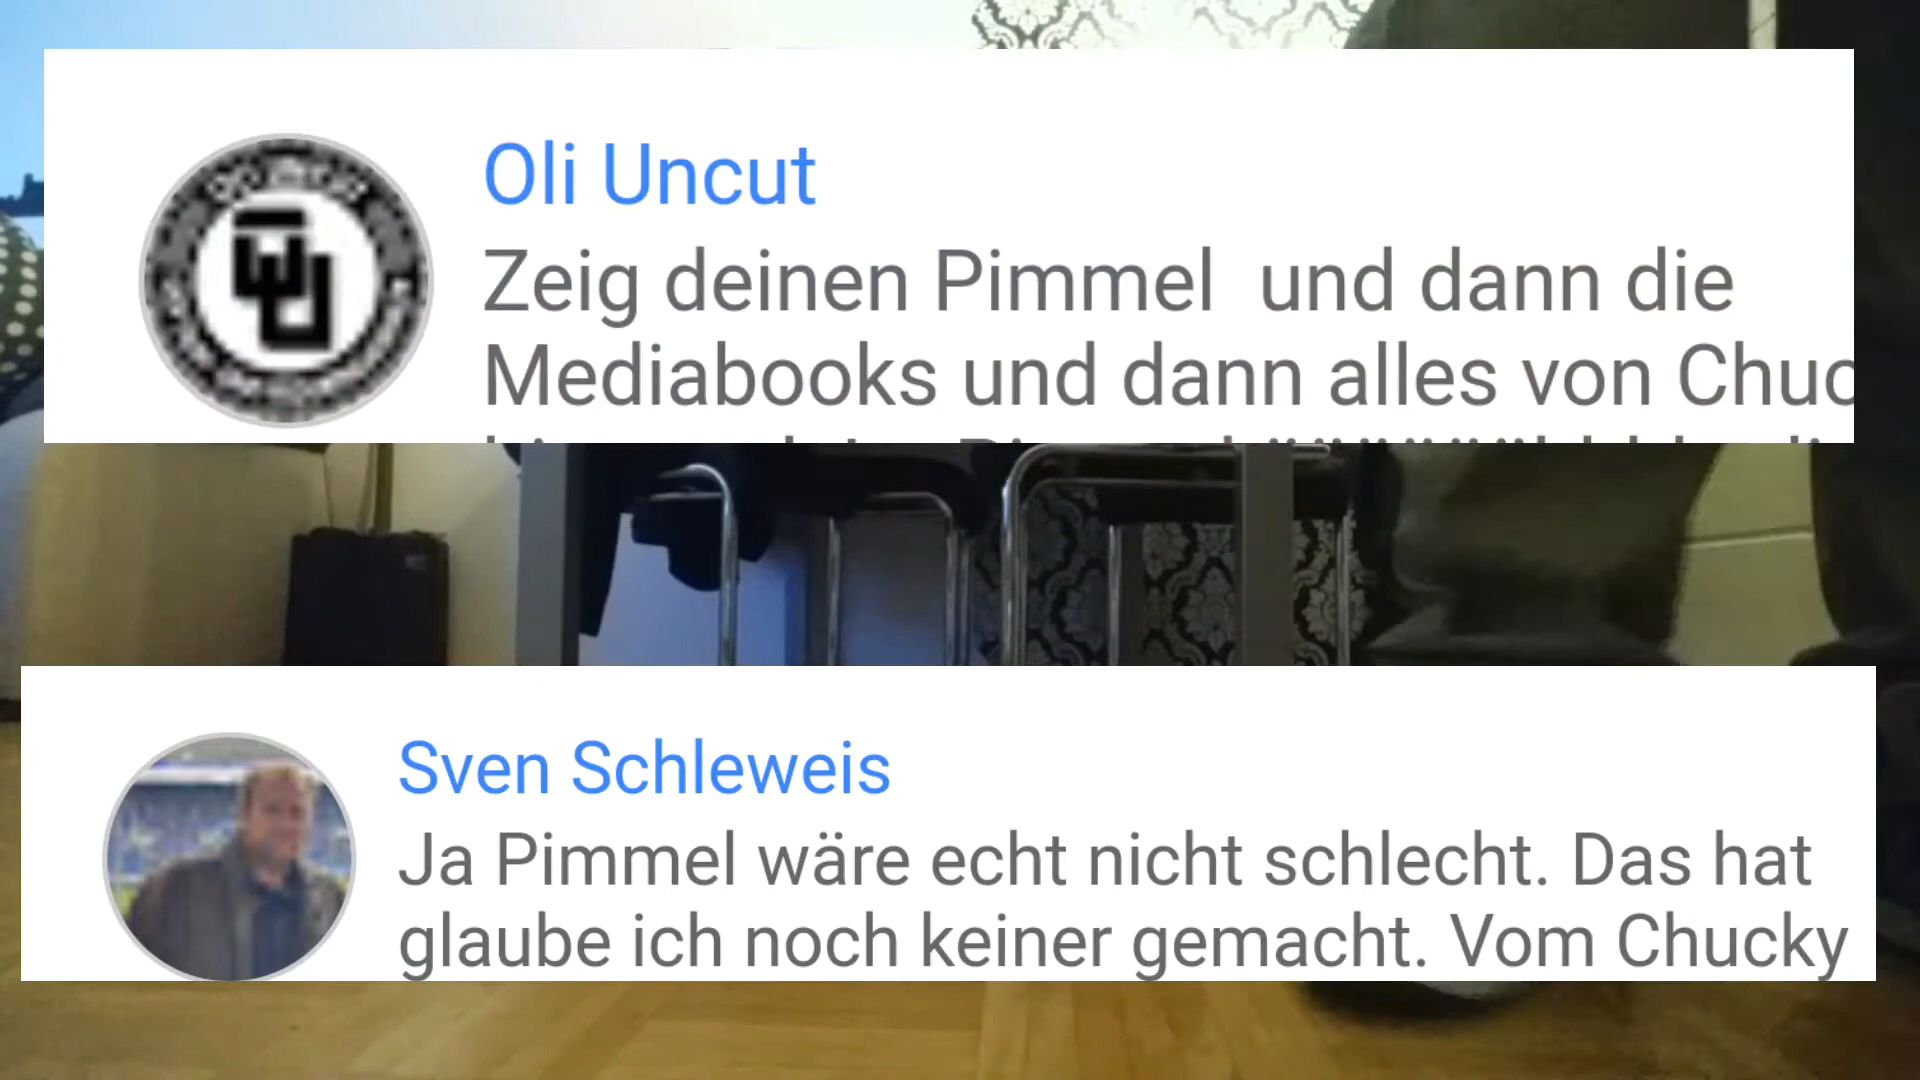 Oli Uncut
Zeig deinen Pimmel und dann die
Mediabooks und dann alles von Chuc
Sven Schleweis
Ja Pimmel wäre echt nicht schlecht. Das hat
glaube ich noch keiner gemacht. Vom Chucky